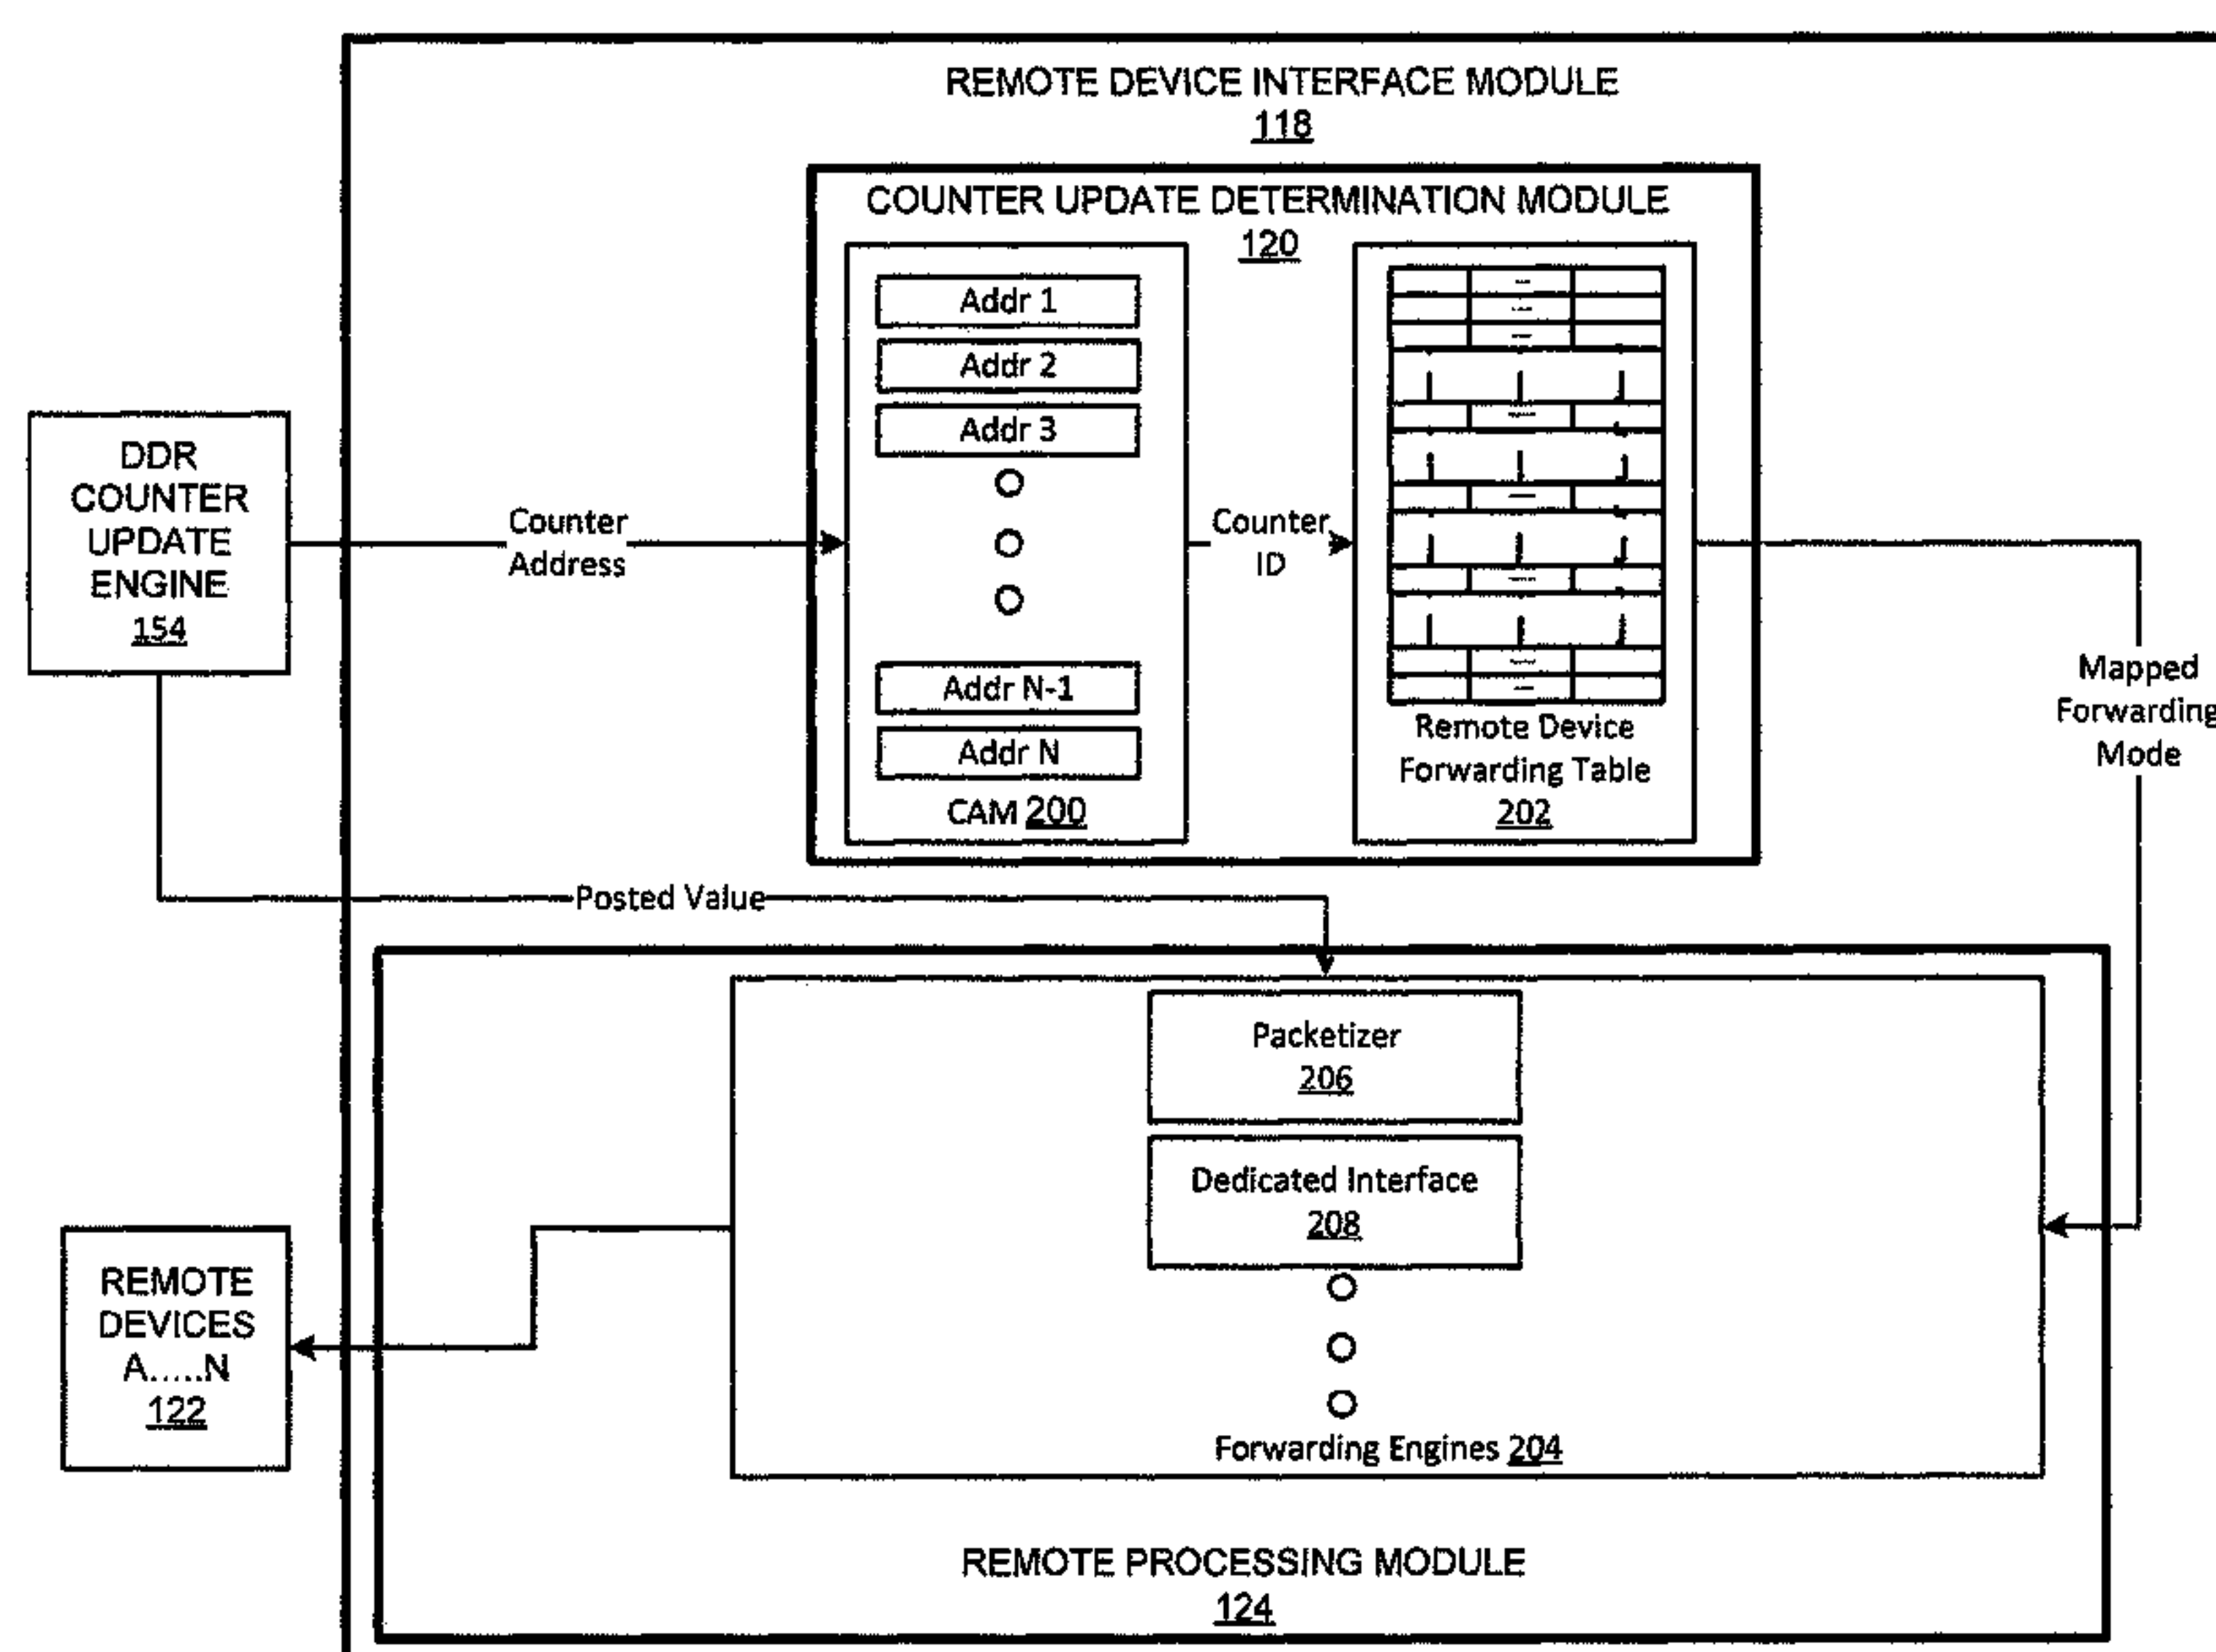 REMOTE DEVICE INTERFACE MODULE
118
COUNTER UPDATE DETERMINATION MODULE
120
Addr 1
Addr 2
Addr 3
Addr N-1
Addr N
CAM 200
Remote Device
Forwarding Table
202
DDR
COUNTER
UPDATE
ENGINE
154
Counter
Address
Counter
ID
Mapped
Forwarding
Mode
Posted Value
Packetizer
206
Dedicated Interface
208
Forwarding Engines 204
REMOTE
DEVICES
A.....N
122
REMOTE PROCESSING MODULE
124